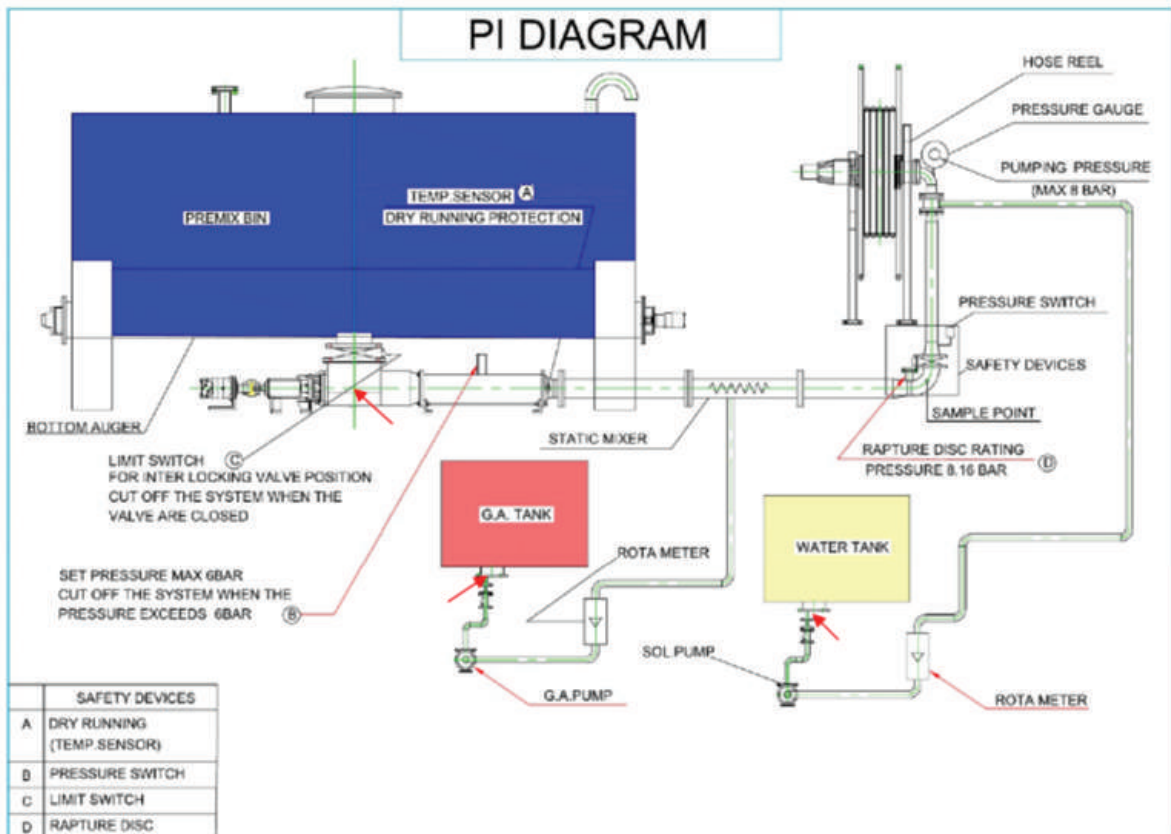 PI DIAGRAM
HOSE REEL
PRESSURE GAUGE
PUMPING PRESSURE
(MAX 8 BAR)
TEMP.SENSOR A
DRY RUNNING PROTECTION
PREMIX BIN
PRESSURE SWITCH
SAFETY DEVICES
SAMPLE POINT
BOTTOM AUGER
STATIC MIXER
RAPTURE DISC RATING
PRESSURE 8.16 BAR
D
LIMIT SWITCH C
FOR INTER LOCKING VALVE POSITION
CUT OFF THE SYSTEM WHEN THE
VALVE ARE CLOSED
G.A. TANK
WATER TANK
ROTA METER
SET PRESSURE MAX 6BAR
CUT OFF THE SYSTEM WHEN THE
PRESSURE EXCEEDS 6BAR B
SOL.PUMP
G.A.PUMP
ROTA METER
SAFETY DEVICES
A DRY RUNNING
(TEMP.SENSOR)
B PRESSURE SWITCH
C LIMIT SWITCH
D RAPTURE DISC